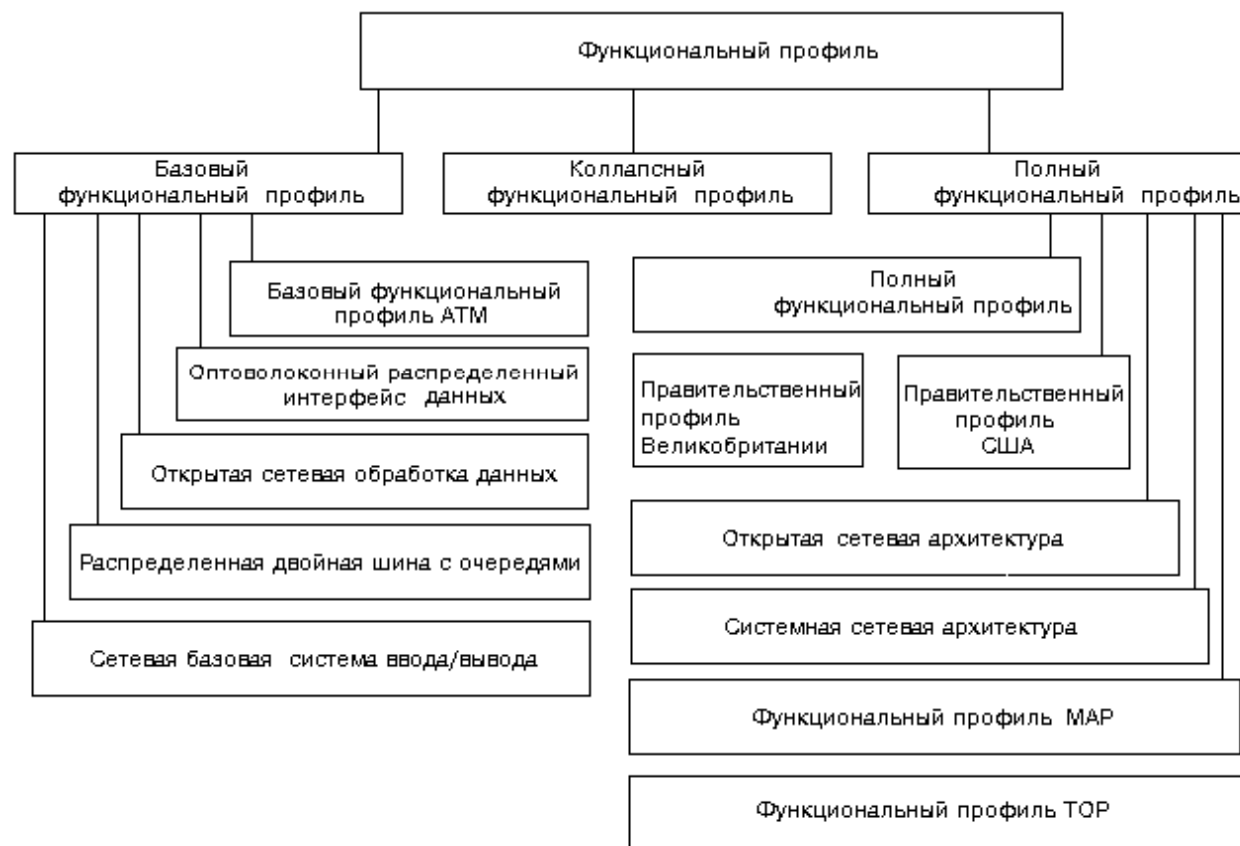 Функциональный профиль
Базовый
функциональный профиль
Коллапсный
функциональный профиль
Полный
функциональный профиль
Базовый функциональный
профиль АТМ
Оптоволоконный распределенный
интерфейс данных
Открытая сетевая обработка данных
Распределенная двойная шина с очередями
Сетевая базовая система ввода/вывода
Полный
функциональный профиль
Правительственный
профиль
Великобритании
Правительственный
профиль
США
Открытая сетевая архитектура
Системная сетевая архитектура
Функциональный профиль MAP
Функциональный профиль TOP